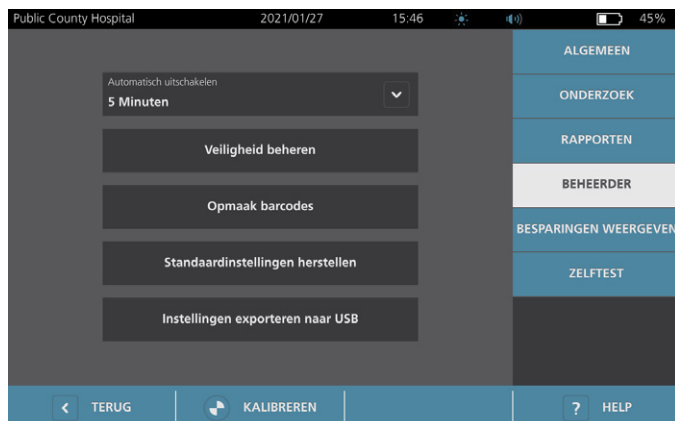 Public County Hospital 2021/01/27 15:46 45%
ALGEMEEN
Automatisch uitschakelen
5 Minuten
ONDERZOEK
Veiligheid beheren
RAPPORTEN
BEHEERDER
Opmaak barcodes
BESPARINGEN WEERGEVEN
Standaardinstellingen herstellen
ZELFTEST
Instellingen exporteren naar USB
TERUG KALIBREREN ? HELP